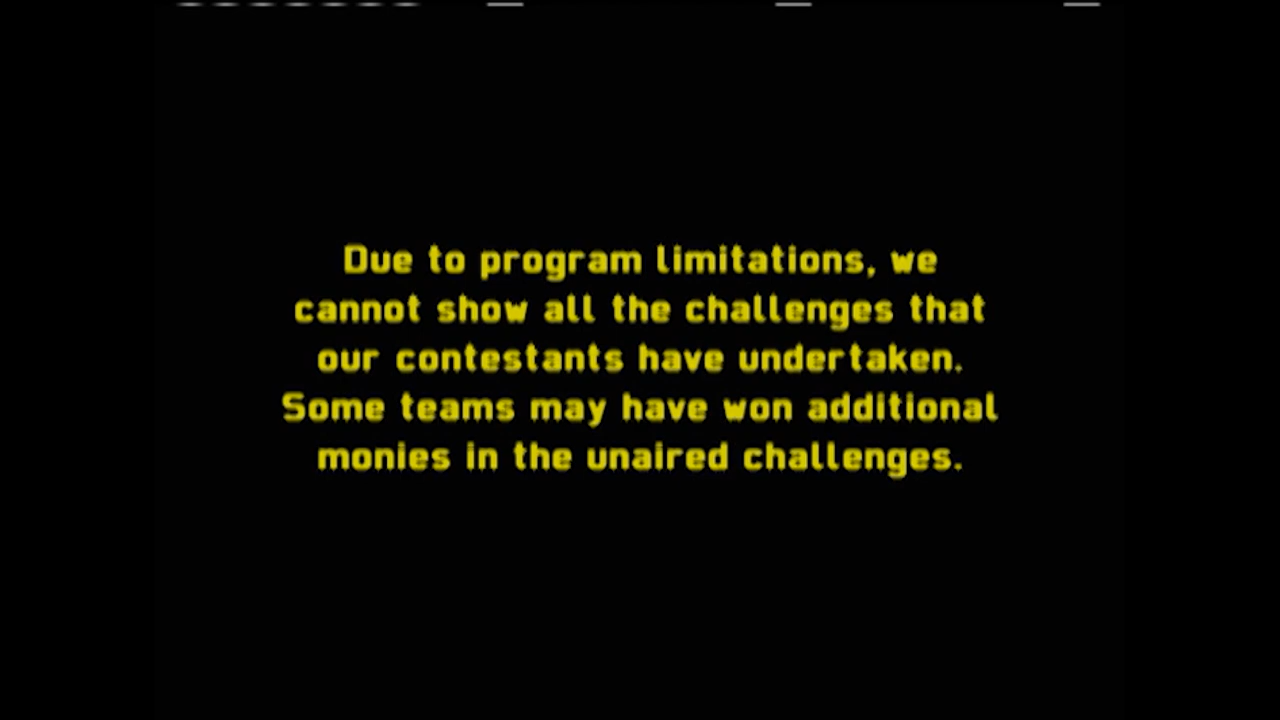 Due to program limitations, we
cannot show all the challenges that
our contestants have undertaken.
Some teams may have won additional
monies in the unaired challenges.